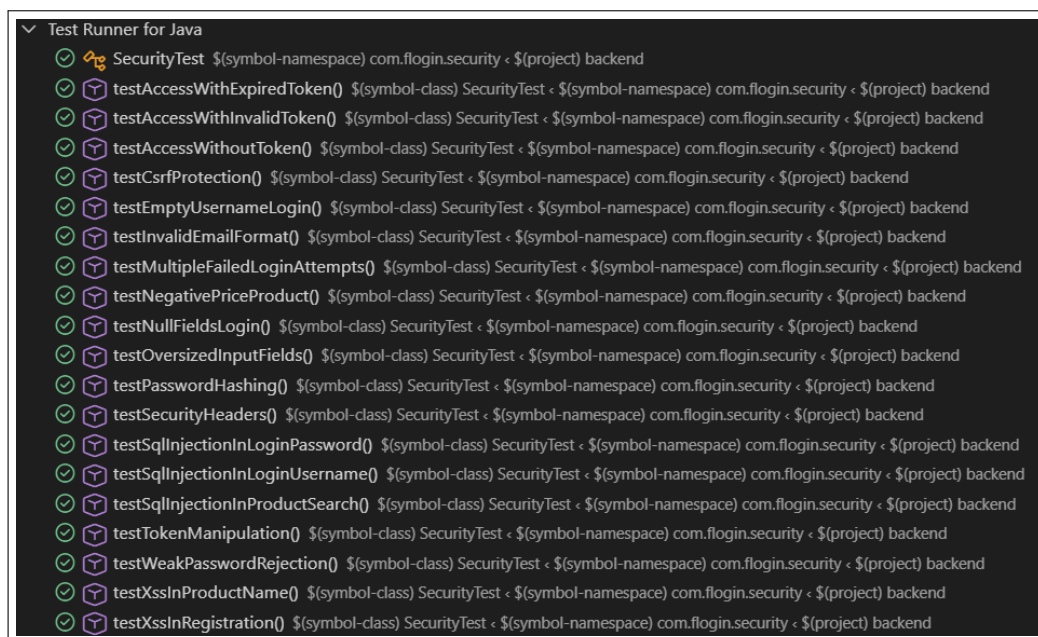 Test Runner for Java
SecurityTest $(symbol-namespace) com.flogin.security < $(project) backend
testAccessWithExpiredToken() $(symbol-class) SecurityTest < $(symbol-namespace) com.flogin.security < $(project) backend
testAccessWithInvalidToken() $(symbol-class) SecurityTest < $(symbol-namespace) com.flogin.security < $(project) backend
testAccessWithoutToken() $(symbol-class) SecurityTest < $(symbol-namespace) com.flogin.security < $(project) backend
testCsrfProtection() $(symbol-class) SecurityTest < $(symbol-namespace) com.flogin.security < $(project) backend
testEmptyUsernameLogin() $(symbol-class) SecurityTest < $(symbol-namespace) com.flogin.security < $(project) backend
testInvalidEmailFormat() $(symbol-class) SecurityTest < $(symbol-namespace) com.flogin.security < $(project) backend
testMultipleFailedLoginAttempts() $(symbol-class) SecurityTest < $(symbol-namespace) com.flogin.security < $(project) backend
testNegativePriceProduct() $(symbol-class) SecurityTest < $(symbol-namespace) com.flogin.security < $(project) backend
testNullFieldsLogin() $(symbol-class) SecurityTest < $(symbol-namespace) com.flogin.security < $(project) backend
testOversizedInputFields() $(symbol-class) SecurityTest < $(symbol-namespace) com.flogin.security < $(project) backend
testPasswordHashing() $(symbol-class) SecurityTest < $(symbol-namespace) com.flogin.security < $(project) backend
testSecurityHeaders() $(symbol-class) SecurityTest < $(symbol-namespace) com.flogin.security < $(project) backend
testSqlInjectionInLoginPassword() $(symbol-class) SecurityTest < $(symbol-namespace) com.flogin.security < $(project) backend
testSqlInjectionInLoginUsername() $(symbol-class) SecurityTest < $(symbol-namespace) com.flogin.security < $(project) backend
testSqlInjectionInProductSearch() $(symbol-class) SecurityTest < $(symbol-namespace) com.flogin.security < $(project) backend
testTokenManipulation() $(symbol-class) SecurityTest < $(symbol-namespace) com.flogin.security < $(project) backend
testWeakPasswordRejection() $(symbol-class) SecurityTest < $(symbol-namespace) com.flogin.security < $(project) backend
testXssInProductName() $(symbol-class) SecurityTest < $(symbol-namespace) com.flogin.security < $(project) backend
testXssInRegistration() $(symbol-class) SecurityTest < $(symbol-namespace) com.flogin.security < $(project) backend